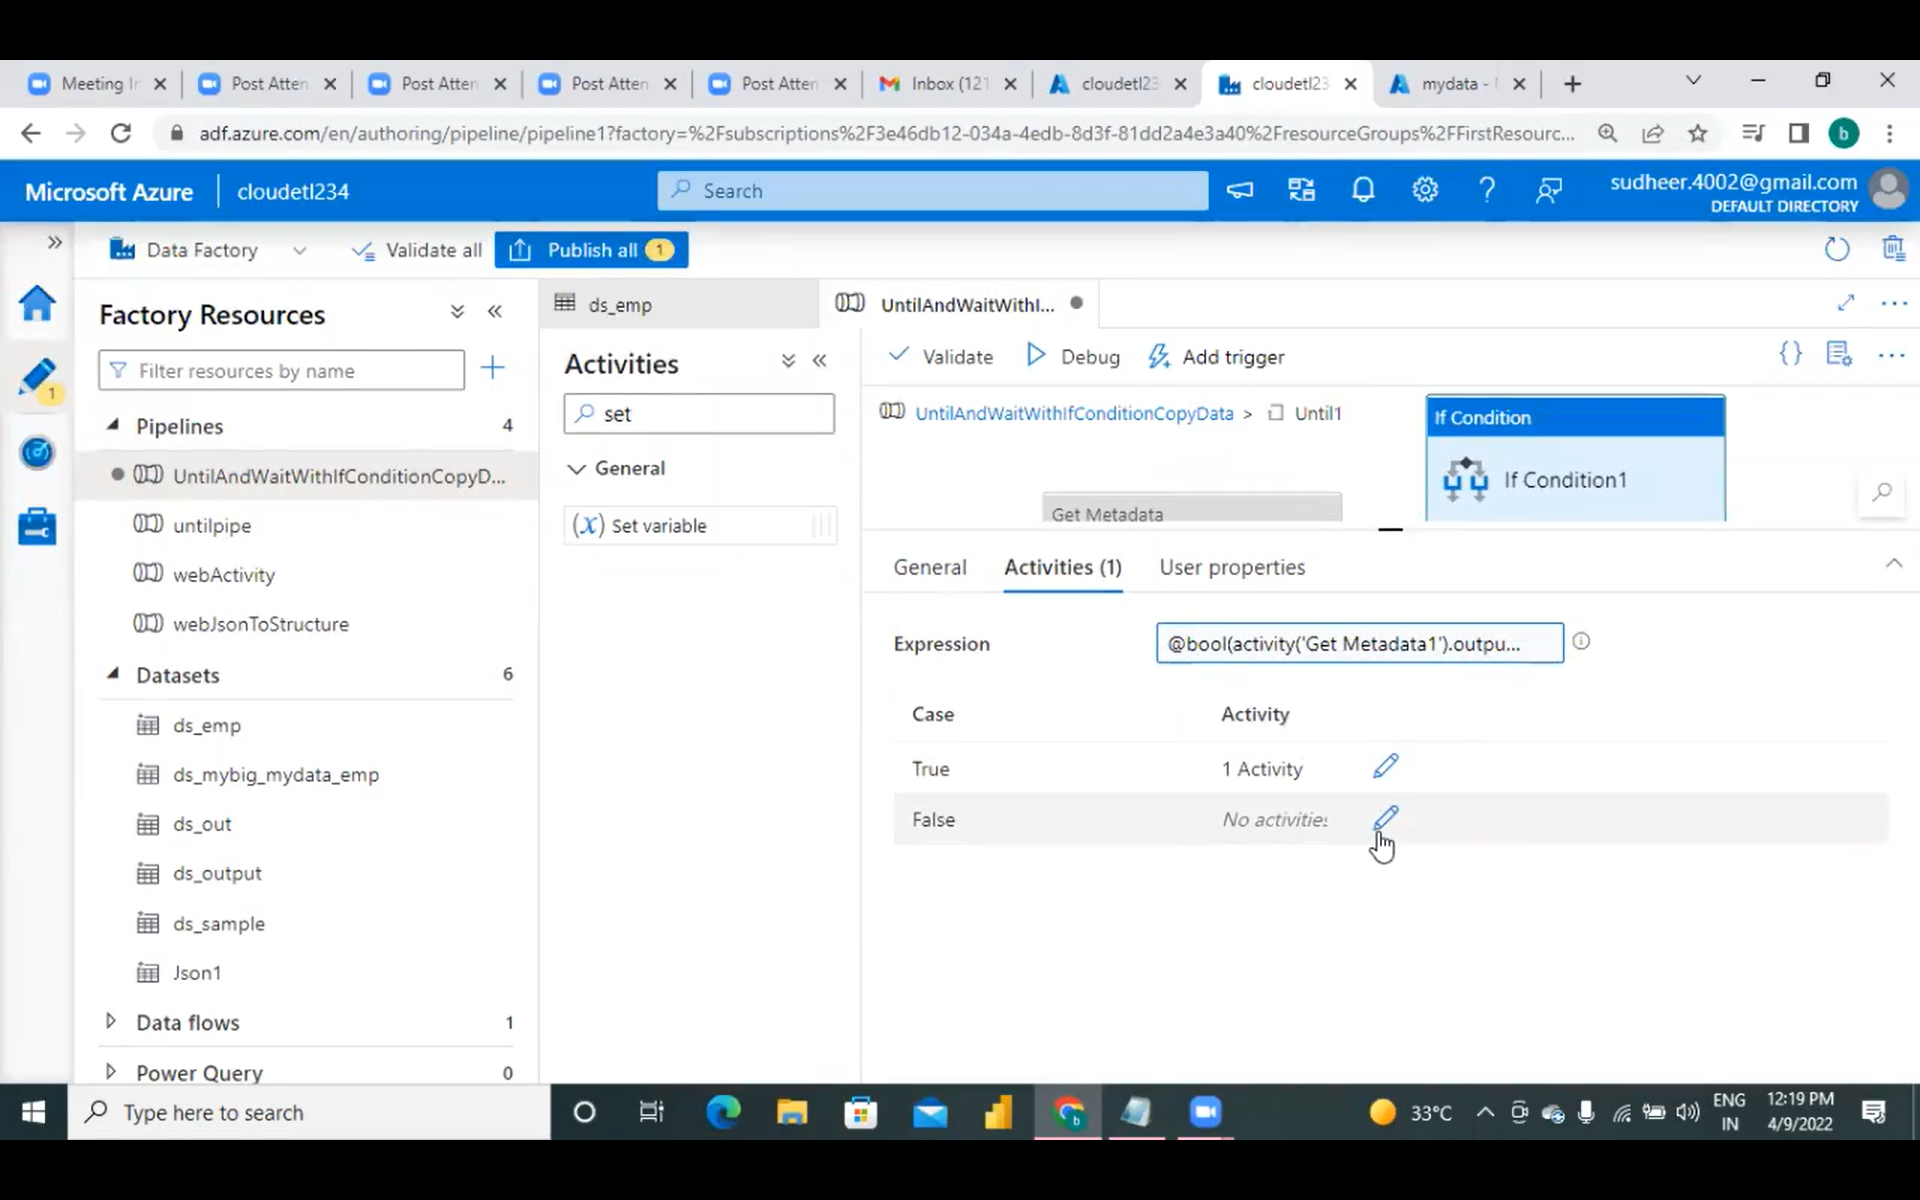 Meeting Ir
Post Atten
Post Atten
Post Atten
Post Atten
Inbox (121
cloudetl23
cloudetl23
mydata -
adf.azure.com/en/authoring/pipeline/pipeline1?factory=%2Fsubscriptions%2F3e46db12-034a-4edb-8d3f-81dd2a4e3a40%2FresourceGroups%2FFirstResourc...
b
Microsoft Azure
cloudetl234
Search
sudheer.4002@gmail.com
DEFAULT DIRECTORY
Data Factory
Validate all
Publish all 1
Factory Resources
Filter resources by name
1
Pipelines 4
UntilAndWaitWithIfConditionCopyD...
untilpipe
webActivity
webJsonToStructure
Datasets 6
ds_emp
ds_mybig_mydata_emp
ds_out
ds_output
ds_sample
Json1
Data flows 1
Power Query 0
ds_emp
UntilAndWaitWithI...
Activities
set
General
(x) Set variable
Validate
Debug
Add trigger
UntilAndWaitWithIfConditionCopyData > Until1
If Condition
If Condition1
Get Metadata
General
Activities (1)
User properties
Expression
@bool(activity('Get Metadata1').outpu...
Case Activity
True 1 Activity
False No activities
Type here to search
33°C
ENG
IN
12:19 PM
4/9/2022